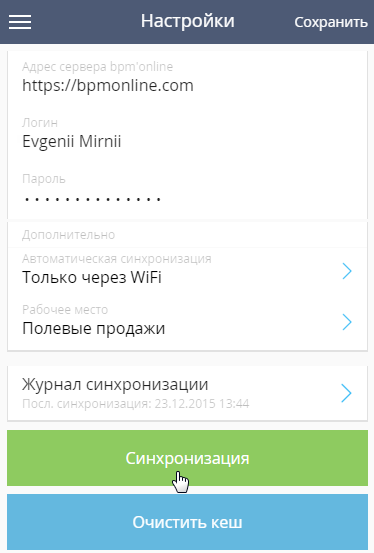 Настройки
Сохранить
Адрес сервера bpm'online
https://bpmonline.com
Логин
Evgenii Mirnii
Пароль
••••••••••••••
Дополнительно
Автоматическая синхронизация
Только через WiFi
Рабочее место
Полевые продажи
Журнал синхронизации
Посл. синхронизация: 23.12.2015 13:44
Синхронизация
Очистить кеш